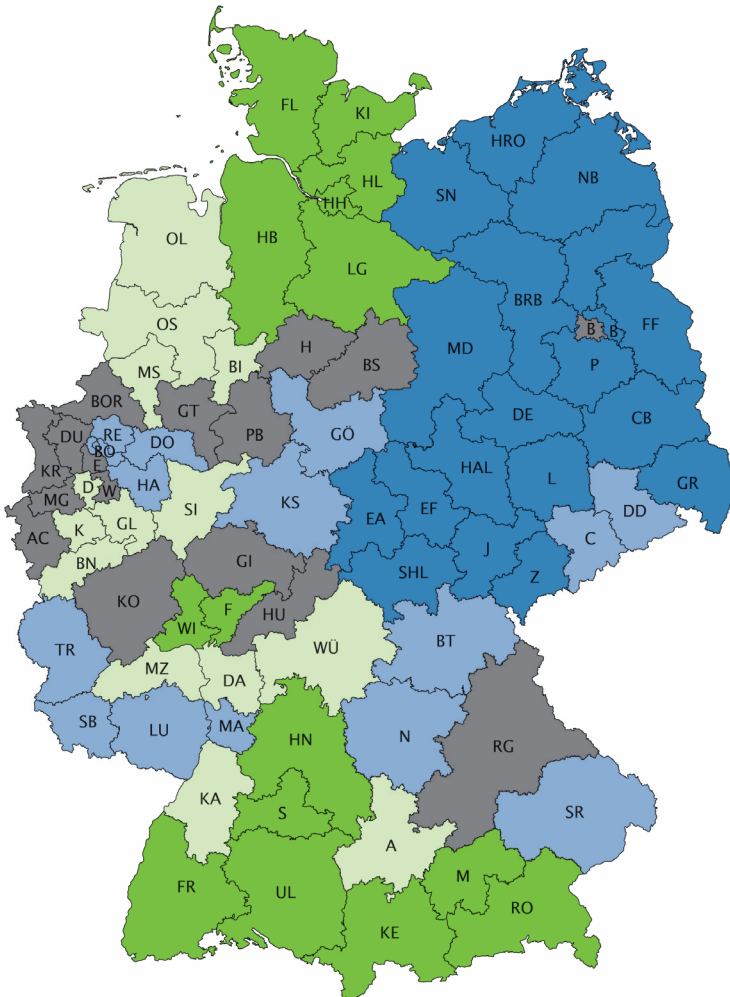 FL
KI
HRO
HL
SN
NB
HH
HB
OL
LG
BRB
FF
OS
B
B
MD
H
BS
P
MS
BI
BOR
GT
DE
CB
DU
RE
DO
PB
GÖ
BO
E
KR
HAL
L
GR
MG
D
W
HA
SI
KS
EA
EF
DD
AC
K
GL
J
C
BN
GI
SHL
Z
KO
F
HU
WI
TR
WÜ
BT
MZ
DA
SB
LU
MA
HN
N
RG
KA
S
SR
A
FR
UL
M
KE
RO